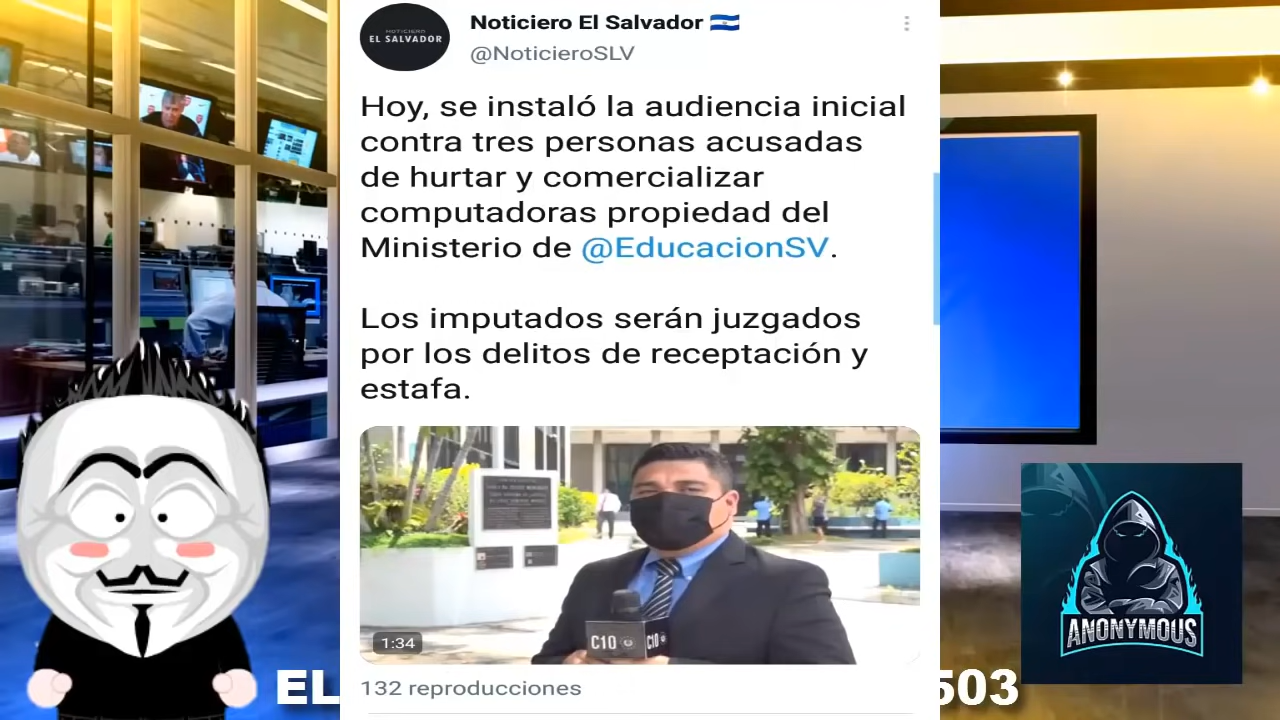 NOTICIERO
EL SALVADOR
Noticiero El Salvador
@NoticieroSLV
Hoy, se instaló la audiencia inicial
contra tres personas acusadas
de hurtar y comercializar
computadoras propiedad del
Ministerio de @EducacionSV.
Los imputados serán juzgados
por los delitos de receptación y
estafa.
C10 C10
1:34
132 reproducciones
ANONYMOUS
EL 503